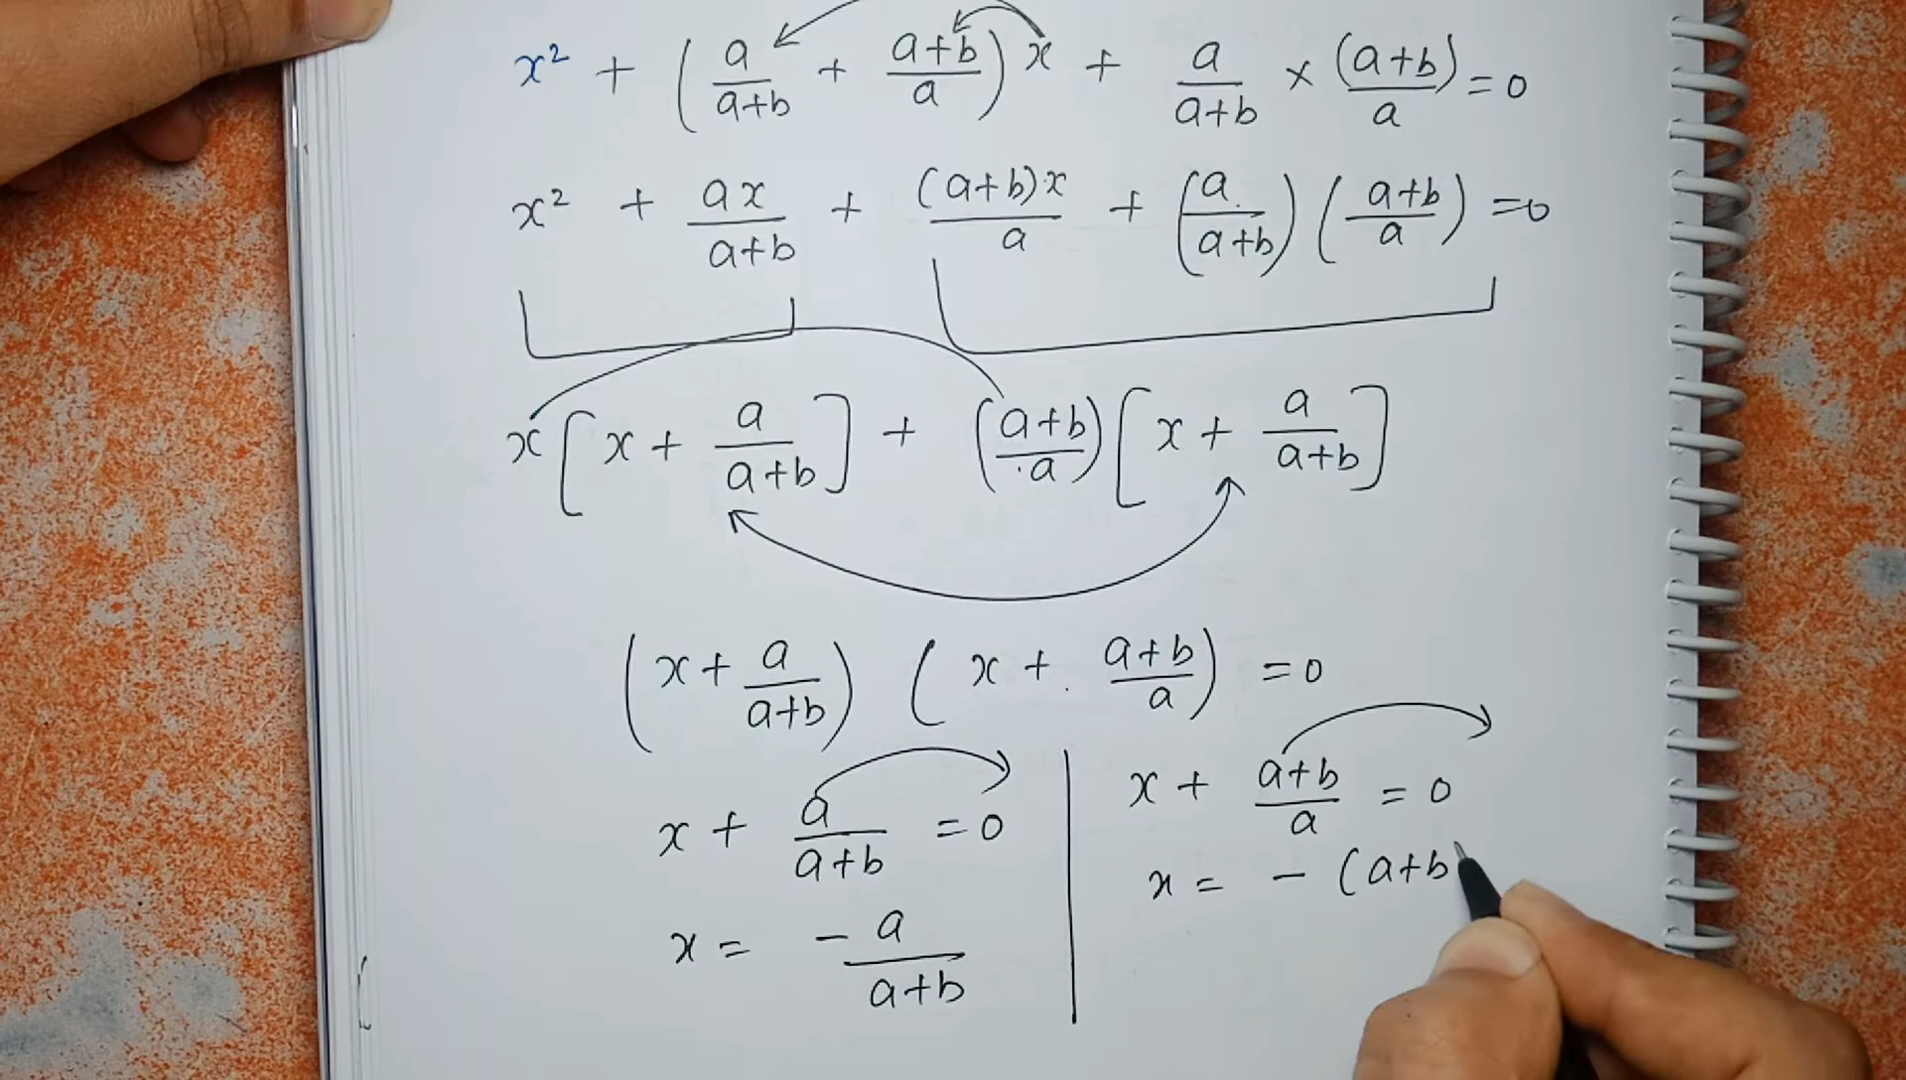 x² + (a/(a+b) + (a+b)/a) x + a/(a+b) × (a+b)/a = 0
x² + ax/(a+b) + (a+b)x/a + (a/(a+b)) ((a+b)/a) = 0
x [x + a/(a+b)] + ((a+b)/a) [x + a/(a+b)]
(x + a/(a+b)) (x + (a+b)/a) = 0
x + a/(a+b) = 0
x = - a/(a+b)
x + (a+b)/a = 0
x = - (a+b